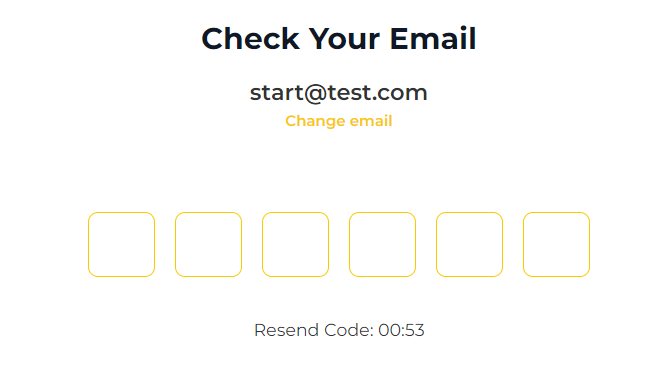 Check Your Email
start@test.com
Change email
Resend Code: 00:53